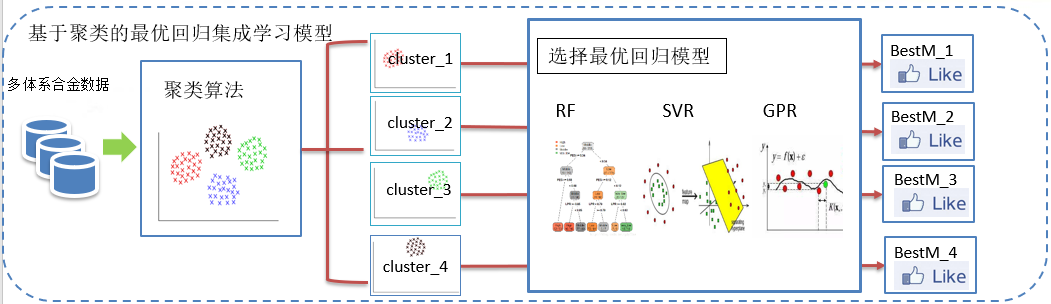 基于聚类的最优回归集成学习模型
多体系合金数据
聚类算法
cluster_1
cluster_2
cluster_3
cluster_4
选择最优回归模型
RF
SVR
GPR
feature
map
y
y = f(x) + ε
BestM_1
Like
BestM_2
Like
BestM_3
Like
BestM_4
Like